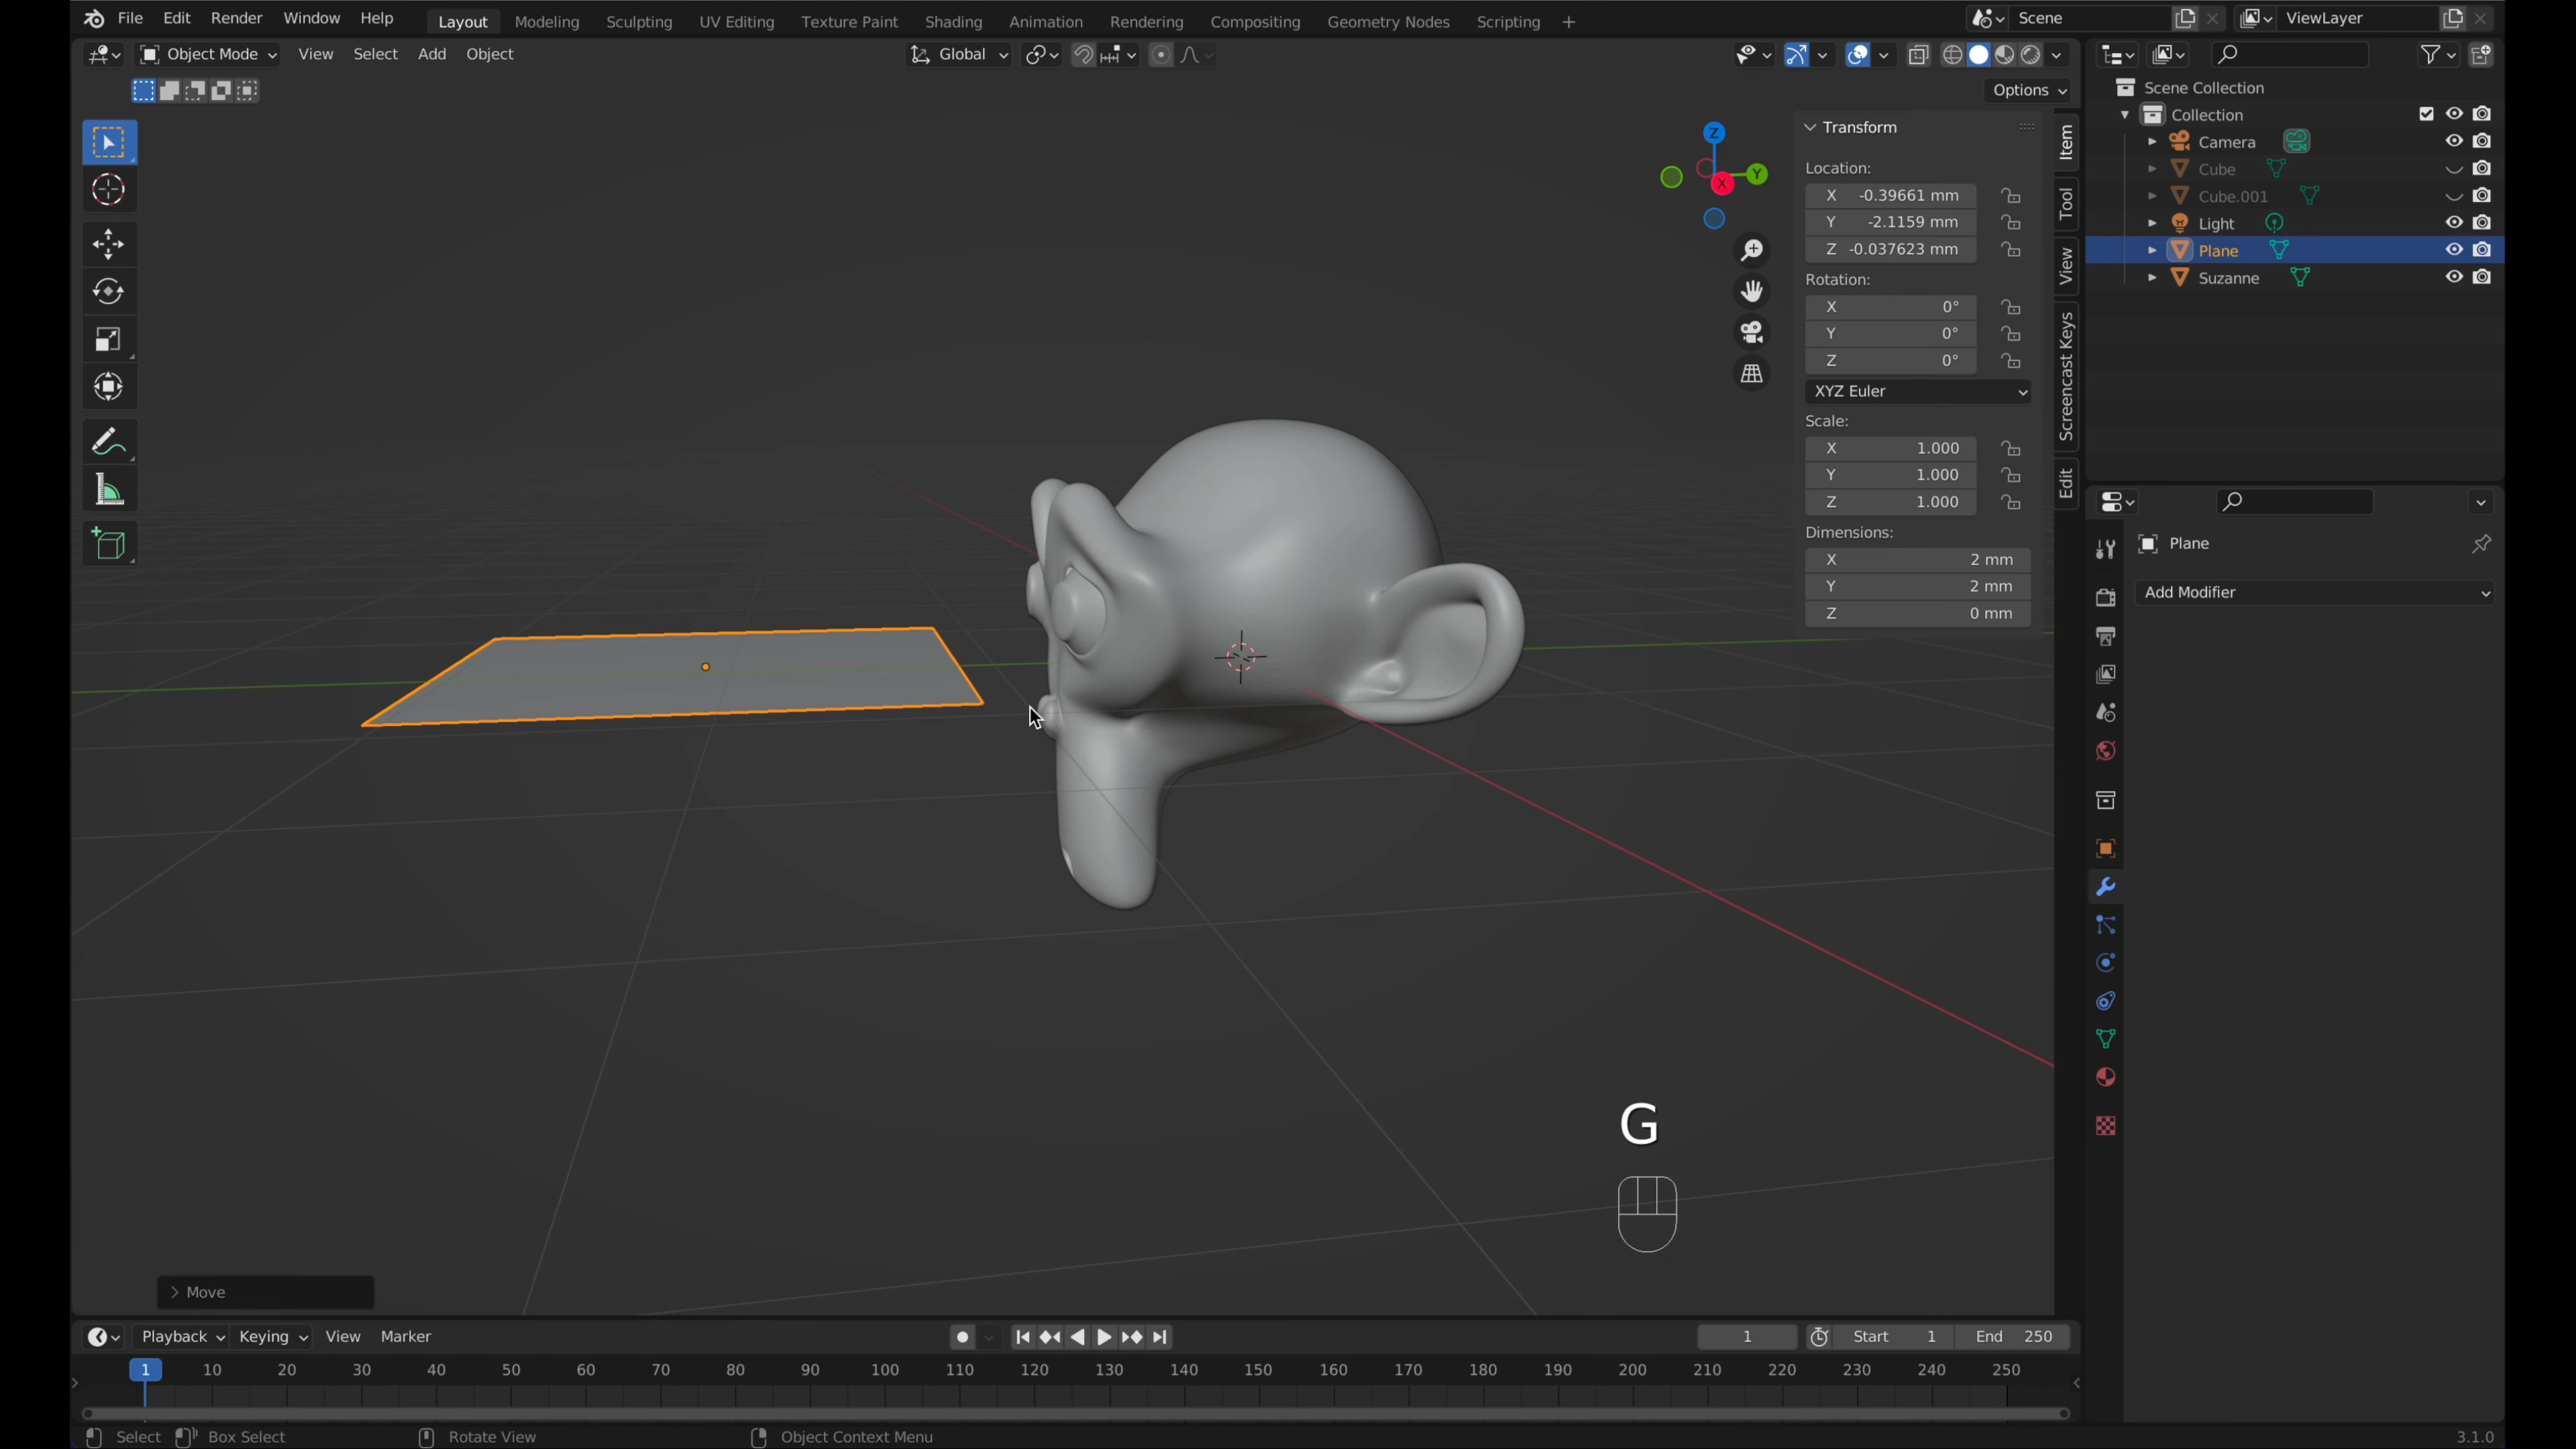 File Edit Render Window Help Layout Modeling Sculpting UV Editing Texture Paint Shading Animation Rendering Compositing Geometry Nodes Scripting + Scene ViewLayer
Object Mode View Select Add Object Global
Options
Scene Collection
Collection
Camera
Cube
Cube.001
Light
Plane
Suzanne
Z
Y
X
Transform
Location:
X -0.39661 mm
Y -2.1159 mm
Z -0.037623 mm
Rotation:
X 0°
Y 0°
Z 0°
XYZ Euler
Scale:
X 1.000
Y 1.000
Z 1.000
Dimensions:
X 2 mm
Y 2 mm
Z 0 mm
Item
Tool
View
Screencast Keys
Edit
Plane
Add Modifier
G
Move
Playback Keying View Marker 1 Start 1 End 250
1 10 20 30 40 50 60 70 80 90 100 110 120 130 140 150 160 170 180 190 200 210 220 230 240 250
Select Box Select Rotate View Object Context Menu 3.1.0